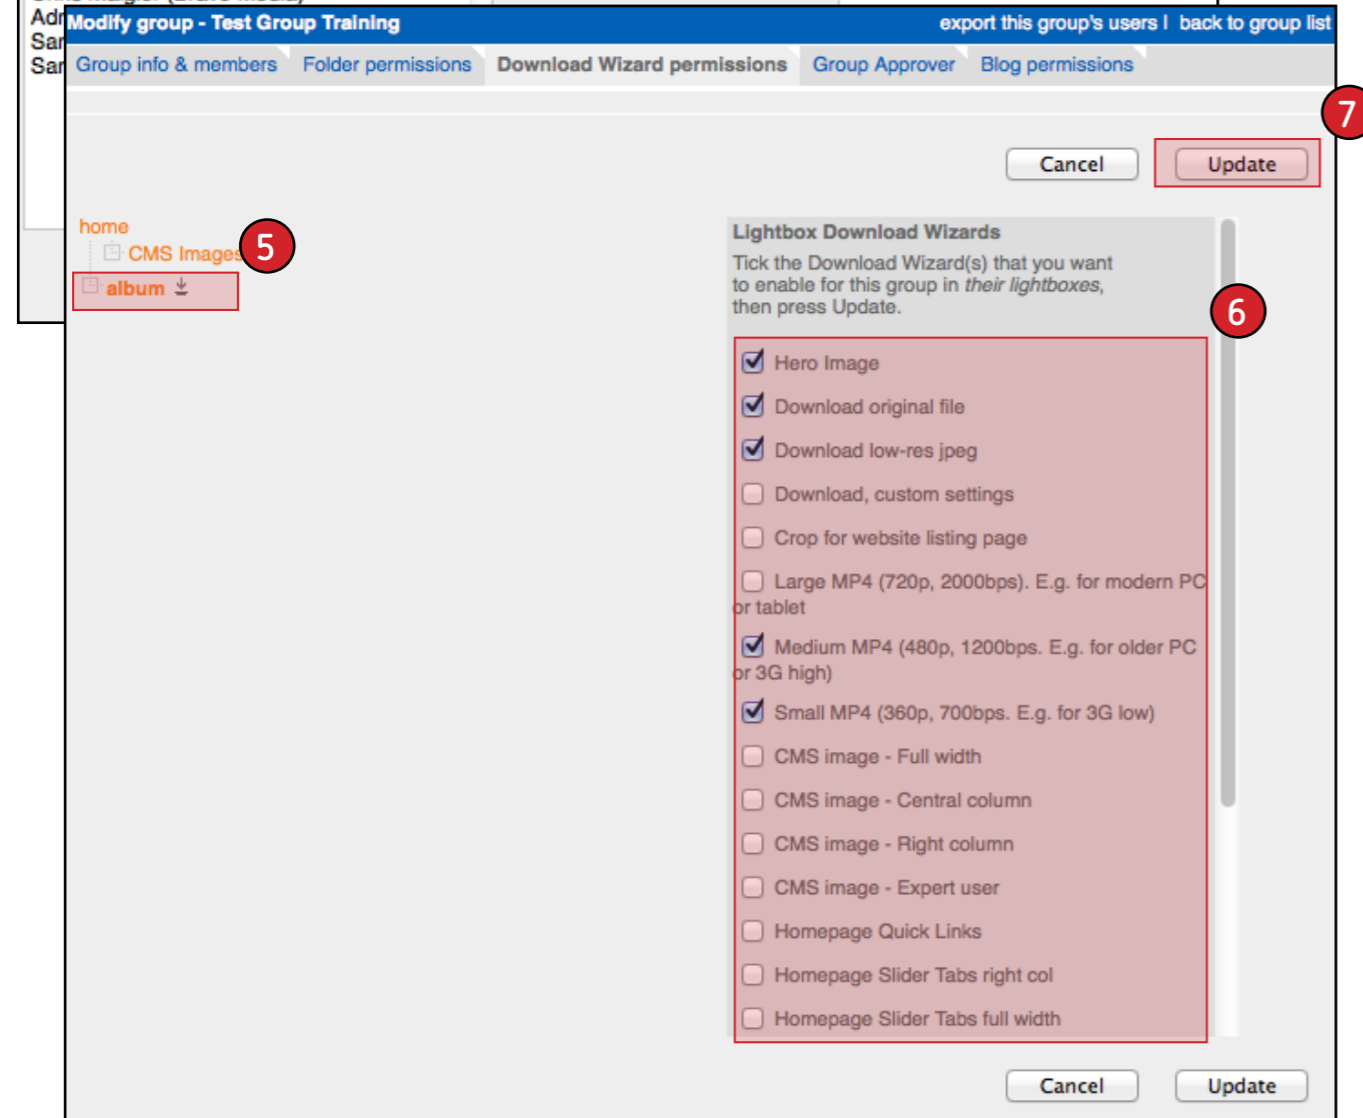 Adr
Sar
Sar
Modify group - Test Group Training
export this group's users | back to group list
Group info & members Folder permissions Download Wizard permissions Group Approver Blog permissions
7
Cancel Update
home
CMS Images
5
album
Lightbox Download Wizards
Tick the Download Wizard(s) that you want
to enable for this group in their lightboxes,
then press Update.
6
Hero Image
Download original file
Download low-res jpeg
Download, custom settings
Crop for website listing page
Large MP4 (720p, 2000bps). E.g. for modern PC
or tablet
Medium MP4 (480p, 1200bps. E.g. for older PC
or 3G high)
Small MP4 (360p, 700bps. E.g. for 3G low)
CMS image - Full width
CMS image - Central column
CMS image - Right column
CMS image - Expert user
Homepage Quick Links
Homepage Slider Tabs right col
Homepage Slider Tabs full width
Cancel Update